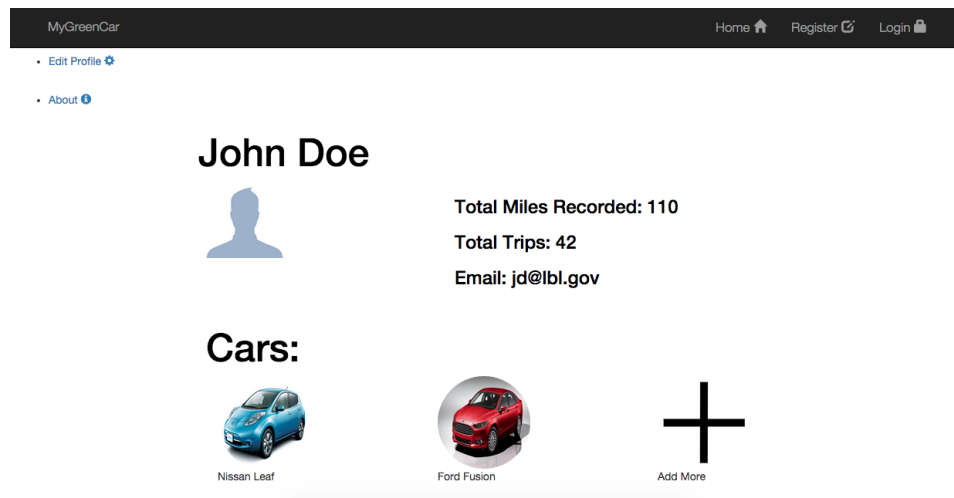 MyGreenCar Home Register Login
Edit Profile
About
John Doe
Total Miles Recorded: 110
Total Trips: 42
Email: jd@lbl.gov
Cars:
Nissan Leaf Ford Fusion Add More